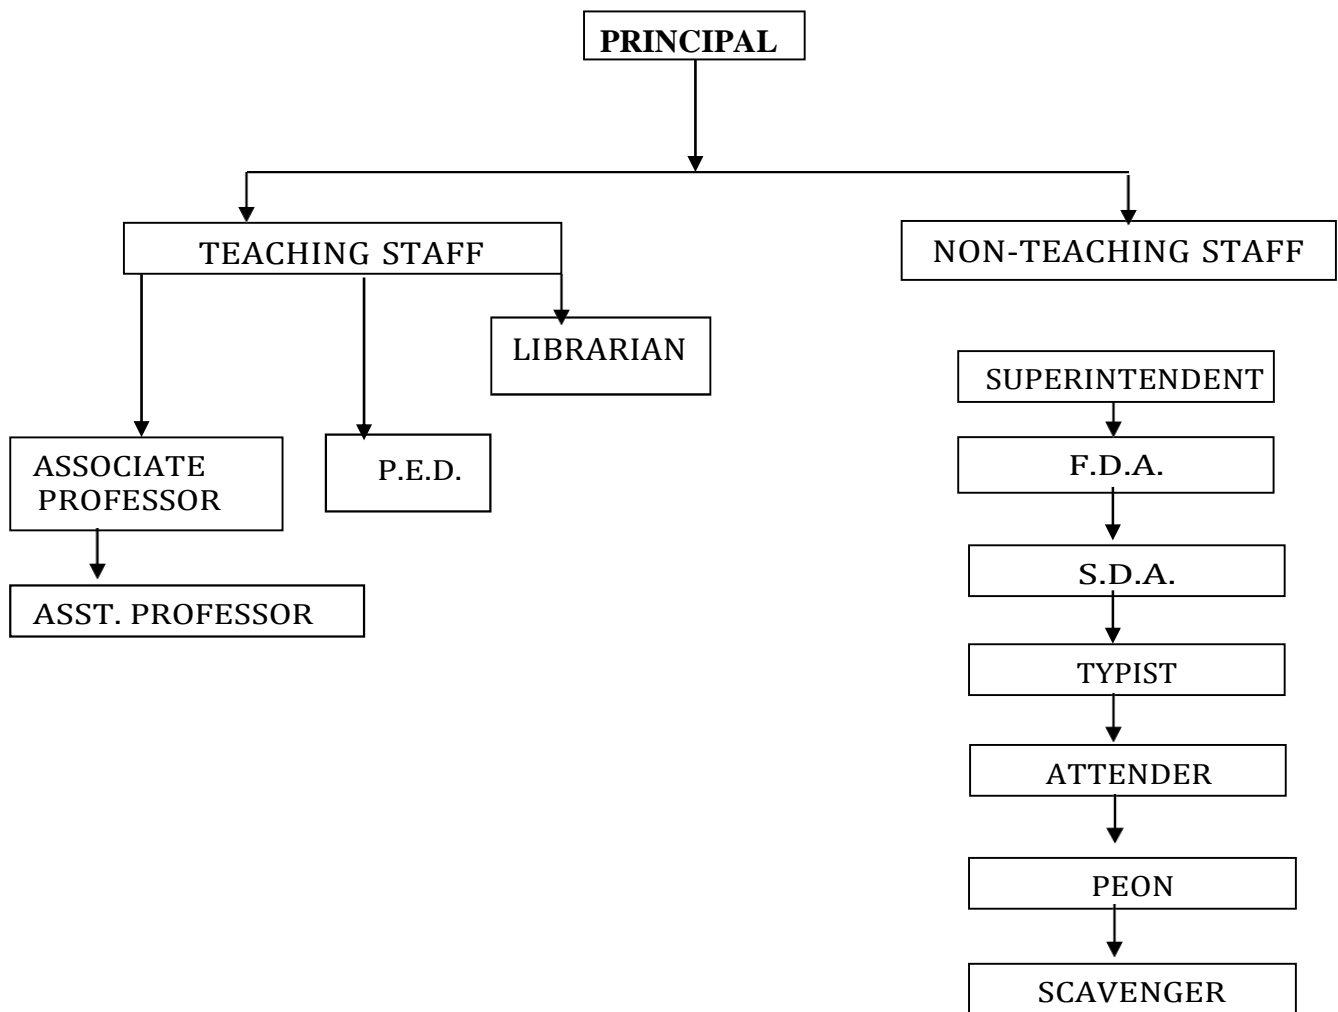 PRINCIPAL
TEACHING STAFF
NON-TEACHING STAFF
LIBRARIAN
SUPERINTENDENT
ASSOCIATE
PROFESSOR
P.E.D.
F.D.A.
S.D.A.
ASST. PROFESSOR
TYPIST
ATTENDER
PEON
SCAVENGER